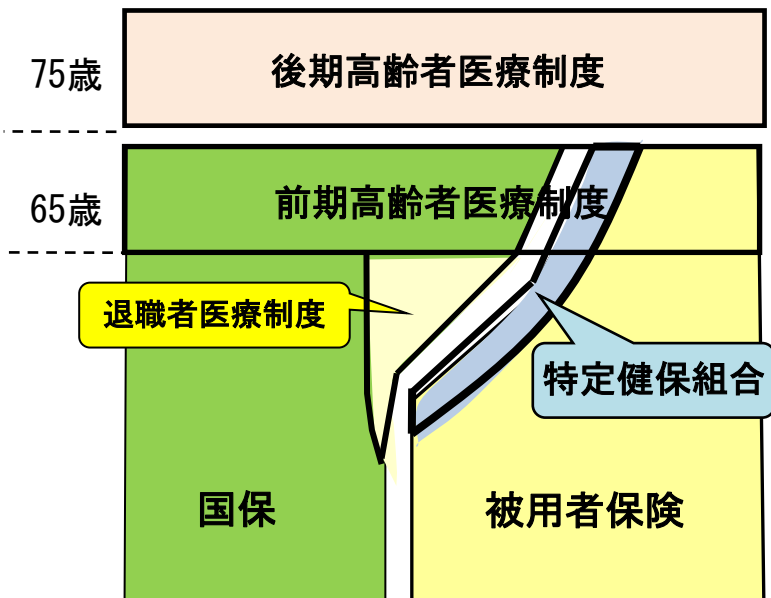 75歳
後期高齢者医療制度
65歳
前期高齢者医療制度
退職者医療制度
特定健保組合
国保
被用者保険